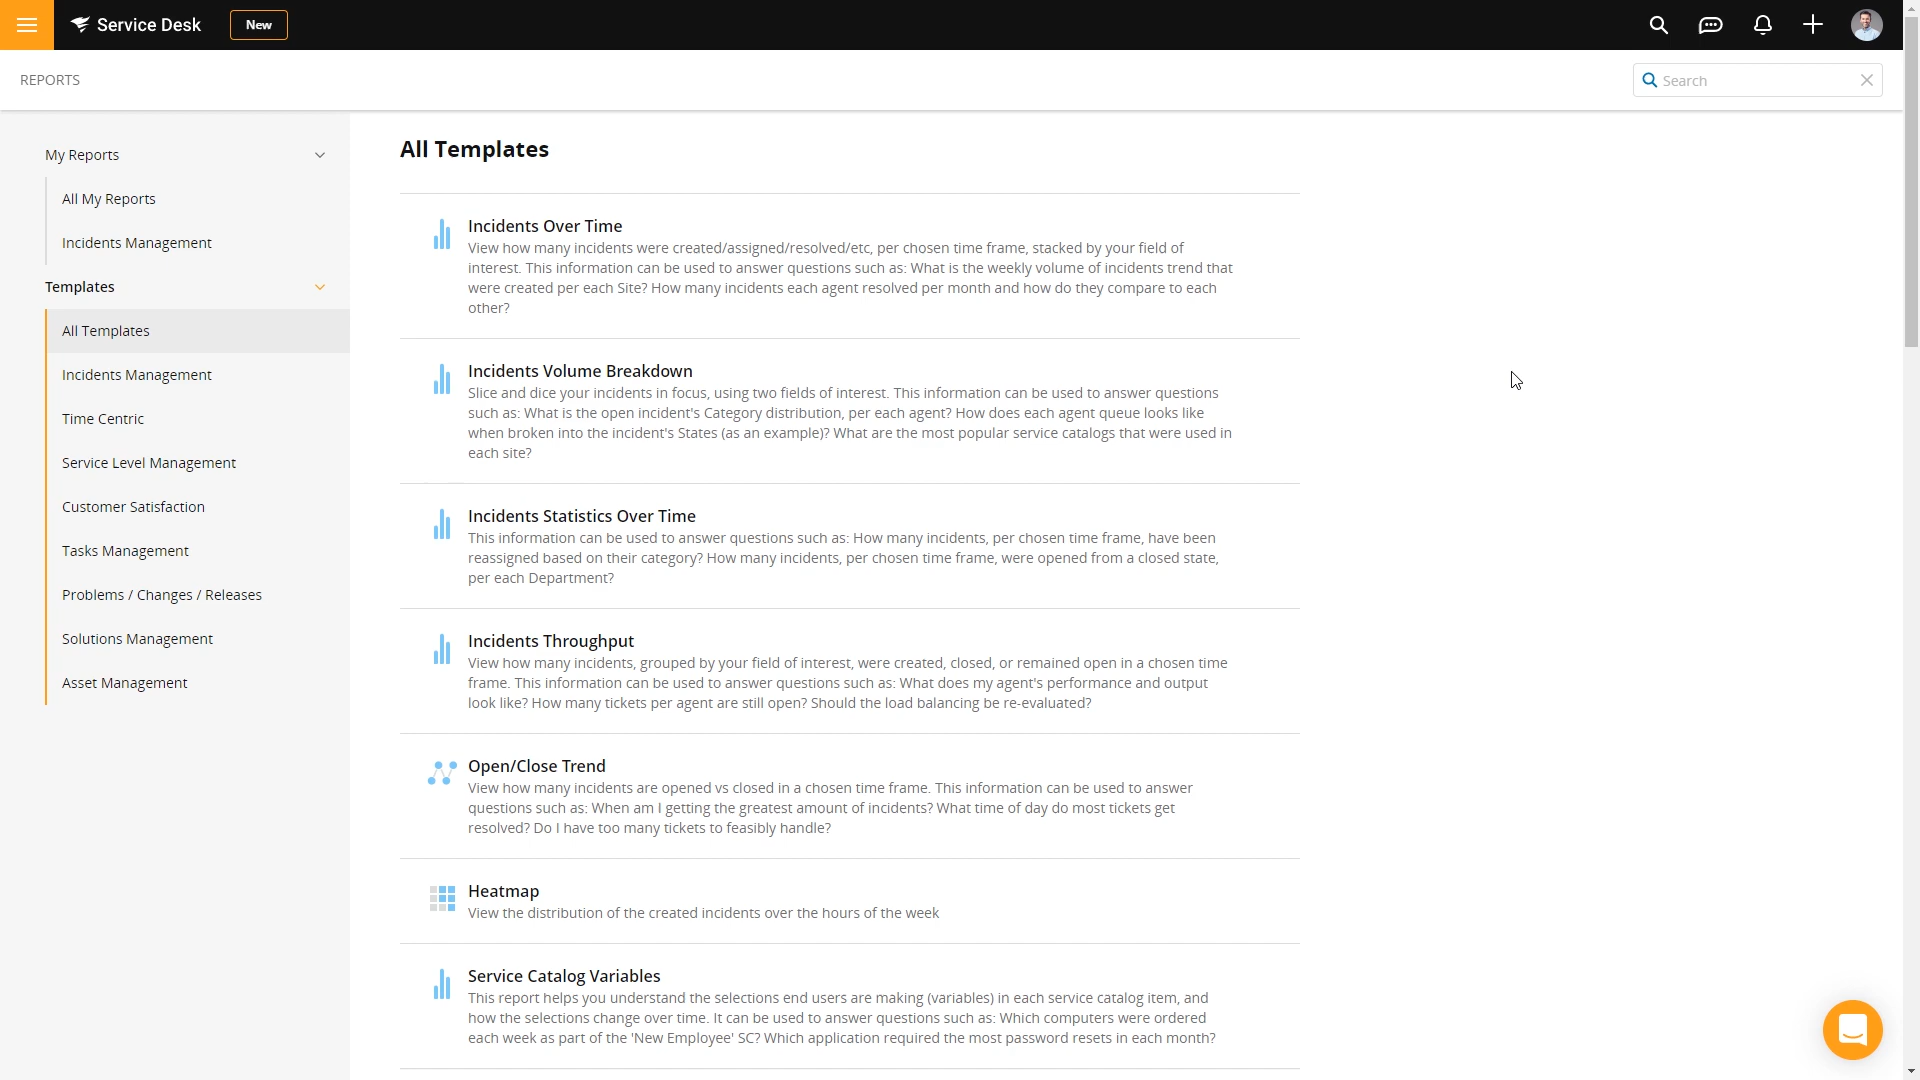 Service Desk
New
REPORTS
Search
My Reports
All My Reports
Incidents Management
Templates
All Templates
Incidents Management
Time Centric
Service Level Management
Customer Satisfaction
Tasks Management
Problems / Changes / Releases
Solutions Management
Asset Management
All Templates
Incidents Over Time
View how many incidents were created/assigned/resolved/etc, per chosen time frame, stacked by your field of
interest. This information can be used to answer questions such as: What is the weekly volume of incidents trend that
were created per each Site? How many incidents each agent resolved per month and how do they compare to each
other?
Incidents Volume Breakdown
Slice and dice your incidents in focus, using two fields of interest. This information can be used to answer questions
such as: What is the open incident's Category distribution, per each agent? How does each agent queue looks like
when broken into the incident's States (as an example)? What are the most popular service catalogs that were used in
each site?
Incidents Statistics Over Time
This information can be used to answer questions such as: How many incidents, per chosen time frame, have been
reassigned based on their category? How many incidents, per chosen time frame, were opened from a closed state,
per each Department?
Incidents Throughput
View how many incidents, grouped by your field of interest, were created, closed, or remained open in a chosen time
frame. This information can be used to answer questions such as: What does my agent's performance and output
look like? How many tickets per agent are still open? Should the load balancing be re-evaluated?
Open/Close Trend
View how many incidents are opened vs closed in a chosen time frame. This information can be used to answer
questions such as: When am I getting the greatest amount of incidents? What time of day do most tickets get
resolved? Do I have too many tickets to feasibly handle?
Heatmap
View the distribution of the created incidents over the hours of the week
Service Catalog Variables
This report helps you understand the selections end users are making (variables) in each service catalog item, and
how the selections change over time. It can be used to answer questions such as: Which computers were ordered
each week as part of the 'New Employee' SC? Which application required the most password resets in each month?